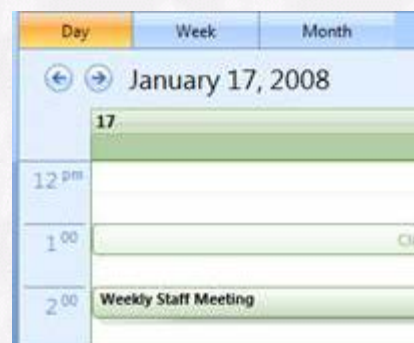 Day Week Month
January 17, 2008
17
12 pm
1 00
2 00 Weekly Staff Meeting